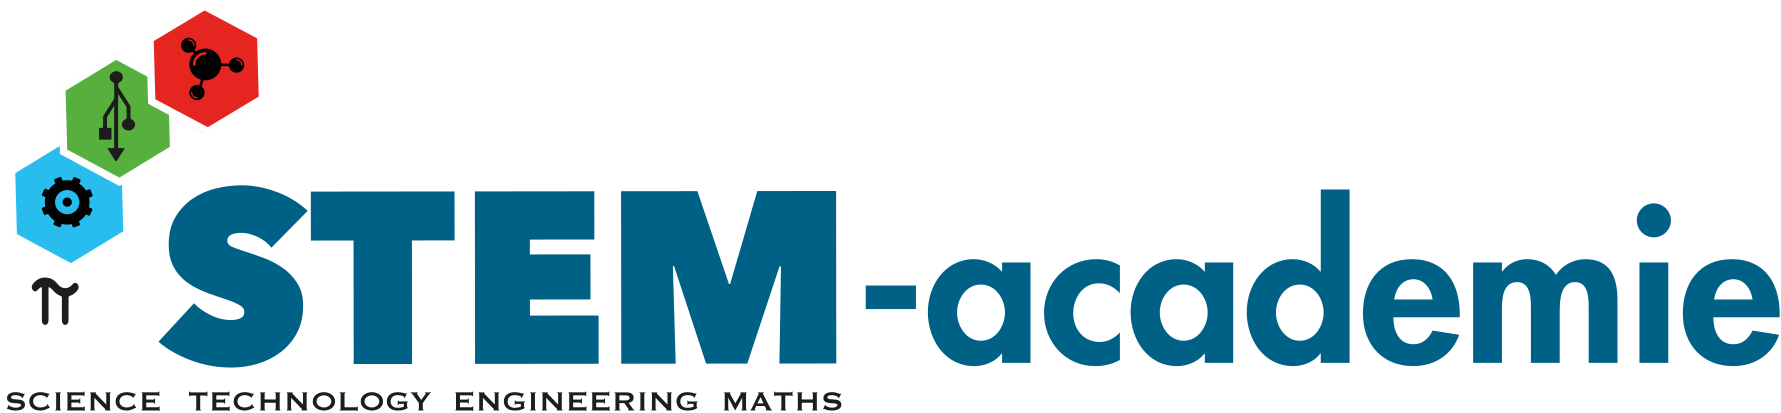 π
STEM-academie
SCIENCE TECHNOLOGY ENGINEERING MATHS